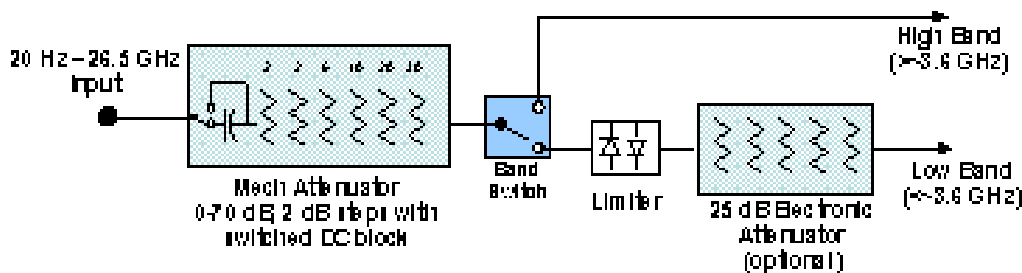 20 Hz–26.5 GHz
Input
Mech Attenuator
0-70 dB, 2 dB steps with
switched DC block
Band
Switch
Limiter
25 dB Electronic
Attenuator
(optional)
High Band
(>~3.6 GHz)
Low Band
(<~3.6 GHz)